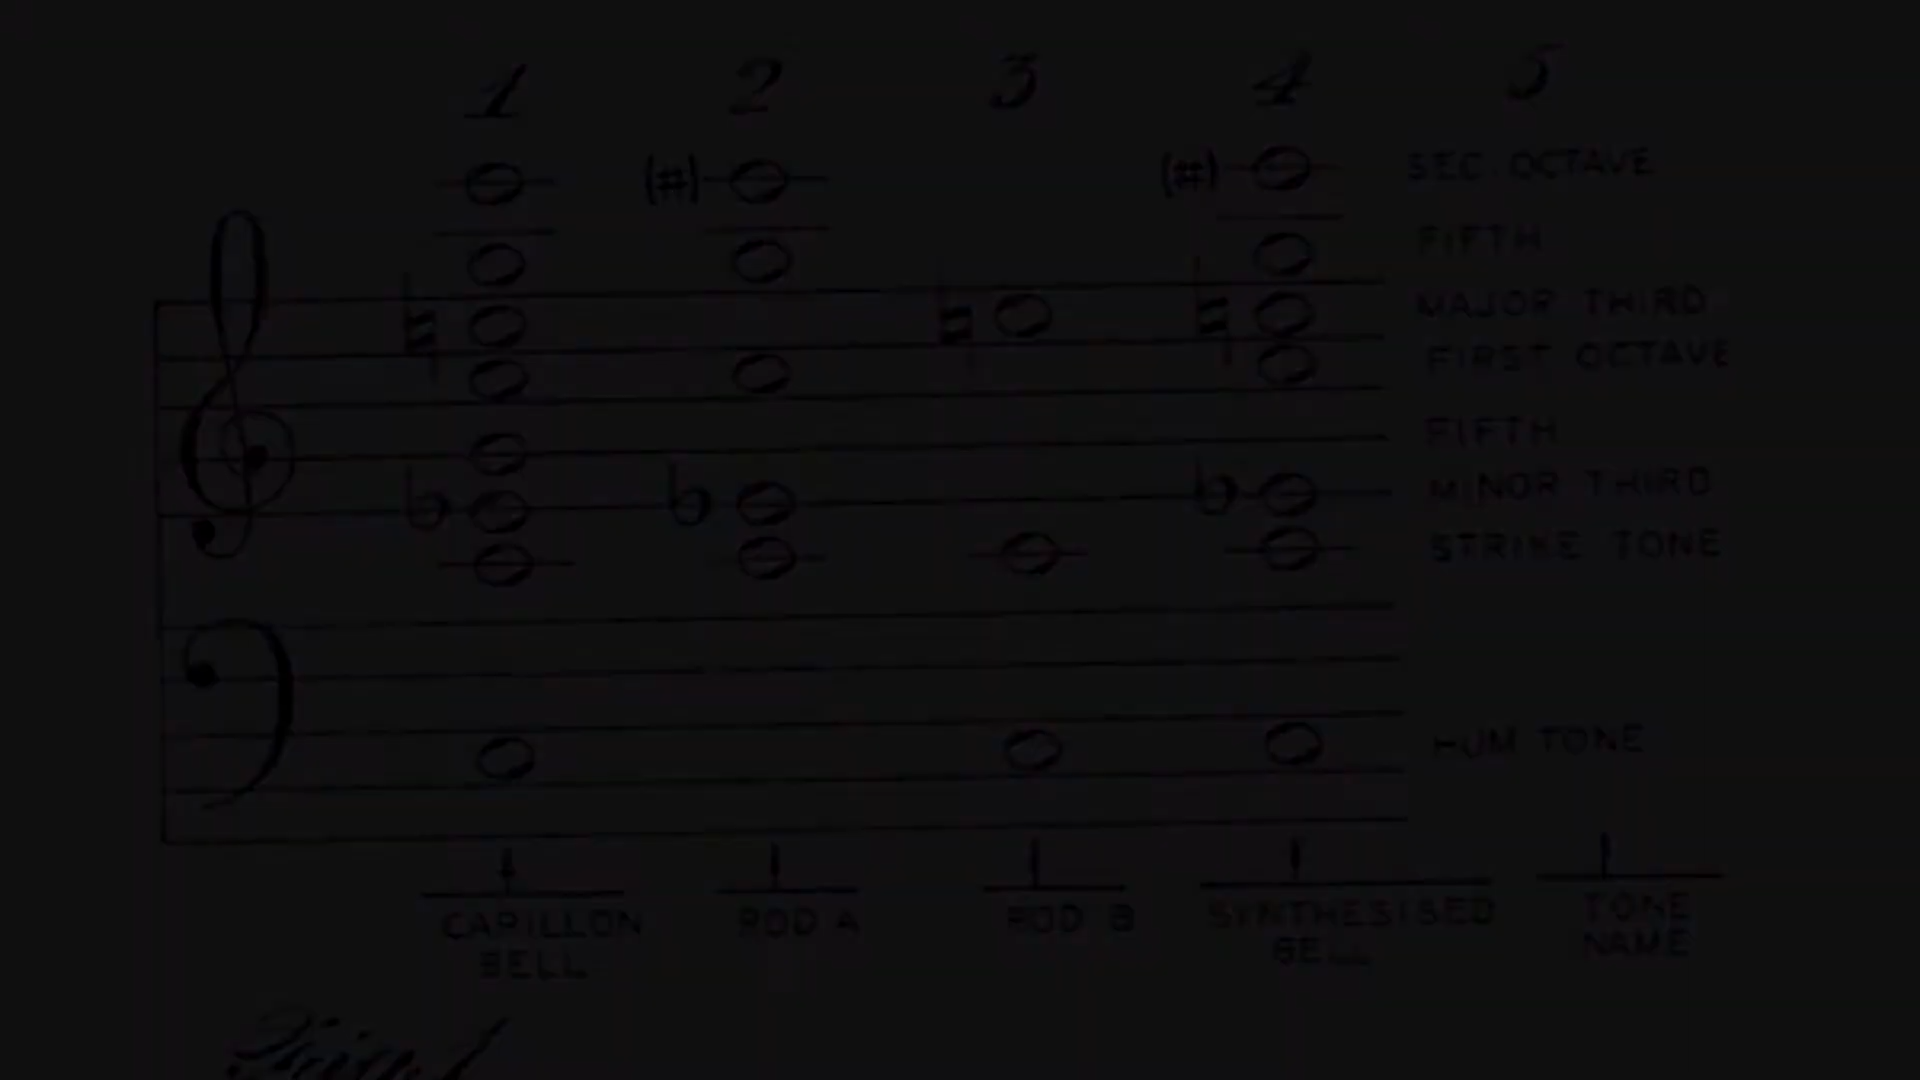 1 2 3 4 5
SEC OCTAVE
FIFTH
MAJOR THIRD
FIRST OCTAVE
FIFTH
MINOR THIRD
STRIKE TONE
HUM TONE
CARILLON BELL
ROD A
ROD B
SYNTHESISED BELL
TONE NAME